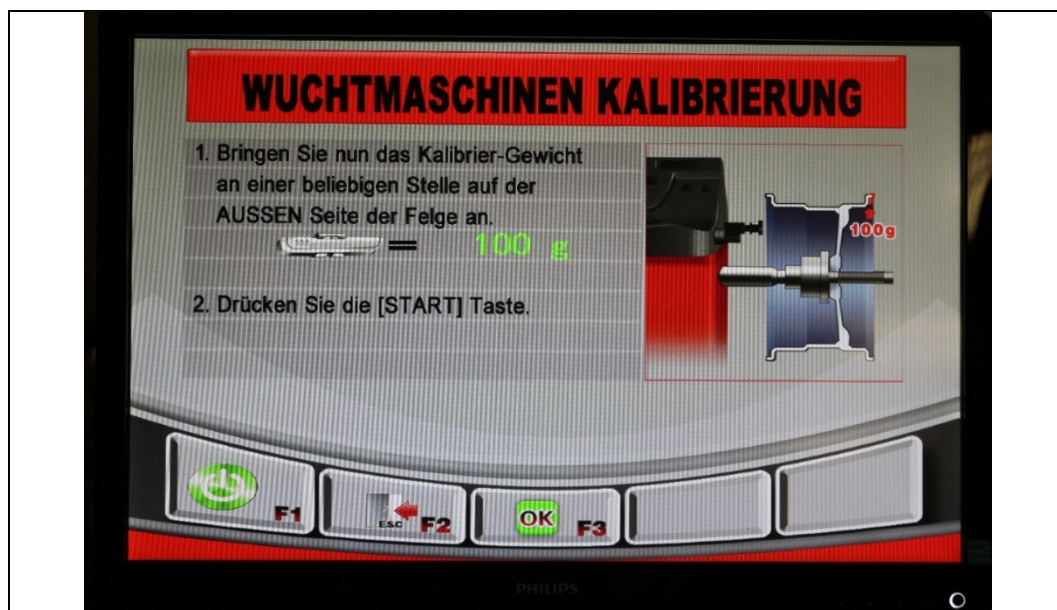 WUCHTMASCHINEN KALIBRIERUNG
1. Bringen Sie nun das Kalibrier-Gewicht
an einer beliebigen Stelle auf der
AUSSEN Seite der Felge an.
= 100 g
2. Drücken Sie die [START] Taste.
100g
F1
ESC F2
OK F3
PHILIPS